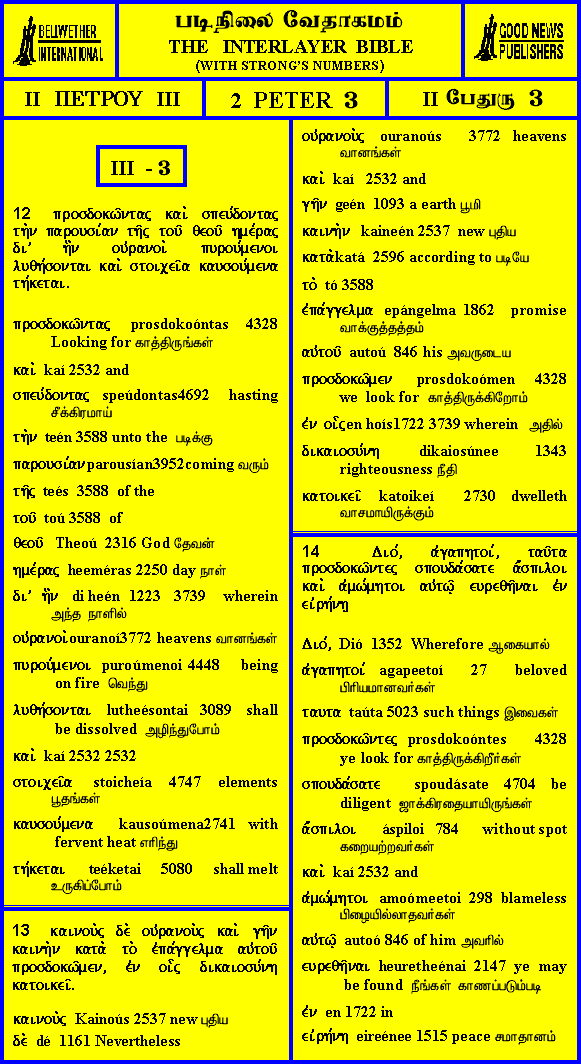 BELLWETHER
INTERNATIONAL
படிநிலை வேதாகமம்
THE INTERLAYER BIBLE
(WITH STRONG'S NUMBERS)
GOOD NEWS
PUBLISHERS
II ΠΕΤΡΟΥ III
2 PETER 3
II பேதுரு 3
III - 3
12 προσδοκῶντας καὶ σπεύδοντας
τὴν παρουσίαν τῆς τοῦ θεοῦ ημέρας
δι' ἣν οὐρανοὶ πυρούμενοι
λυθήσονται καὶ στοιχεῖα καυσούμενα
τήκεται.
προσδοκῶντας prosdokoóntas 4328
Looking for காத்திருங்கள்
καὶ kaí 2532 and
σπεύδοντας speúdontas4692 hasting
சீக்கிரமாய்
τὴν teén 3588 unto the படிக்கு
παρουσίαν parousían3952coming வரும்
τῆς teés 3588 of the
τοῦ toú 3588 of
θεοῦ Theoú 2316 God தேவன்
ημέρας heeméras 2250 day நாள்
δι' ἣν di heén 1223 3739 wherein
அந்த நாளில்
οὐρανοὶ ouranoí3772 heavens வானங்கள்
πυρούμενοι puroúmenoi 4448 being
on fire வெந்து
λυθήσονται lutheésontai 3089 shall
be dissolved அழிந்துபோம்
καὶ kaí 2532 2532
στοιχεῖα stoicheía 4747 elements
பூதங்கள்
καυσούμενα kausoúmena2741 with
fervent heat எரிந்து
τήκεται teéketai 5080 shall melt
உருகிப்போம்
13 καινοὺς δὲ οὐρανοὺς καὶ γῆν
καινὴν κατὰ τὸ ἐπάγγελμα αὐτοῦ
προσδοκῶμεν, ἐν οἷς δικαιοσύνη
κατοικεῖ.
καινοὺς Kainoús 2537 new புதிய
δὲ dé 1161 Nevertheless
οὐρανοὺς ouranoús 3772 heavens
வானங்கள்
καὶ kaí 2532 and
γῆν geén 1093 a earth பூமி
καινὴν kaineén 2537 new புதிய
κατὰkatá 2596 according to படியே
τὸ tó 3588
ἐπάγγελμα epángelma 1862 promise
வாக்குத்தத்தம்
αὐτοῦ autoú 846 his அவருடைய
προσδοκῶμεν prosdokoómen 4328
we look for காத்திருக்கிறோம்
ἐν οἷς en hois1722 3739 wherein அதில்
δικαιοσύνη dikaiosúnee 1343
righteousness நீதி
κατοικεῖ katoikeí 2730 dwelleth
வாசமாயிருக்கும்
14 Διό, ἀγαπητοί, ταῦτα
προσδοκῶντες σπουδάσατε ἄσπιλοι
καὶ ἀμώμητοι αυτῷ ευρεθῆναι ἐν
εἰρήνῃ
Διό, Dió 1352 Wherefore ஆகையால்
ἀγαπητοί agapeetoí 27 beloved
பிரியமானவர்கள்
ταυτα taúta 5023 such things இவைகள்
προσδοκῶντες prosdokoóntes 4328
ye look for காத்திருக்கிறீர்கள்
σπουδάσατε spoudásate 4704 be
diligent ஜாக்கிரதையாயிருங்கள்
ἄσπιλοι áspiloi 784 without spot
கறையற்றவர்கள்
καὶ kaí 2532 and
ἀμώμητοι amoómeetoi 298 blameless
பிழையில்லாதவர்கள்
αυτῷ autoó 846 of him அவரில்
ευρεθῆναι heuretheénai 2147 ye may
be found நீங்கள் காணப்படும்படி
ἐν en 1722 in
εἰρήνη eireénee 1515 peace சமாதானம்